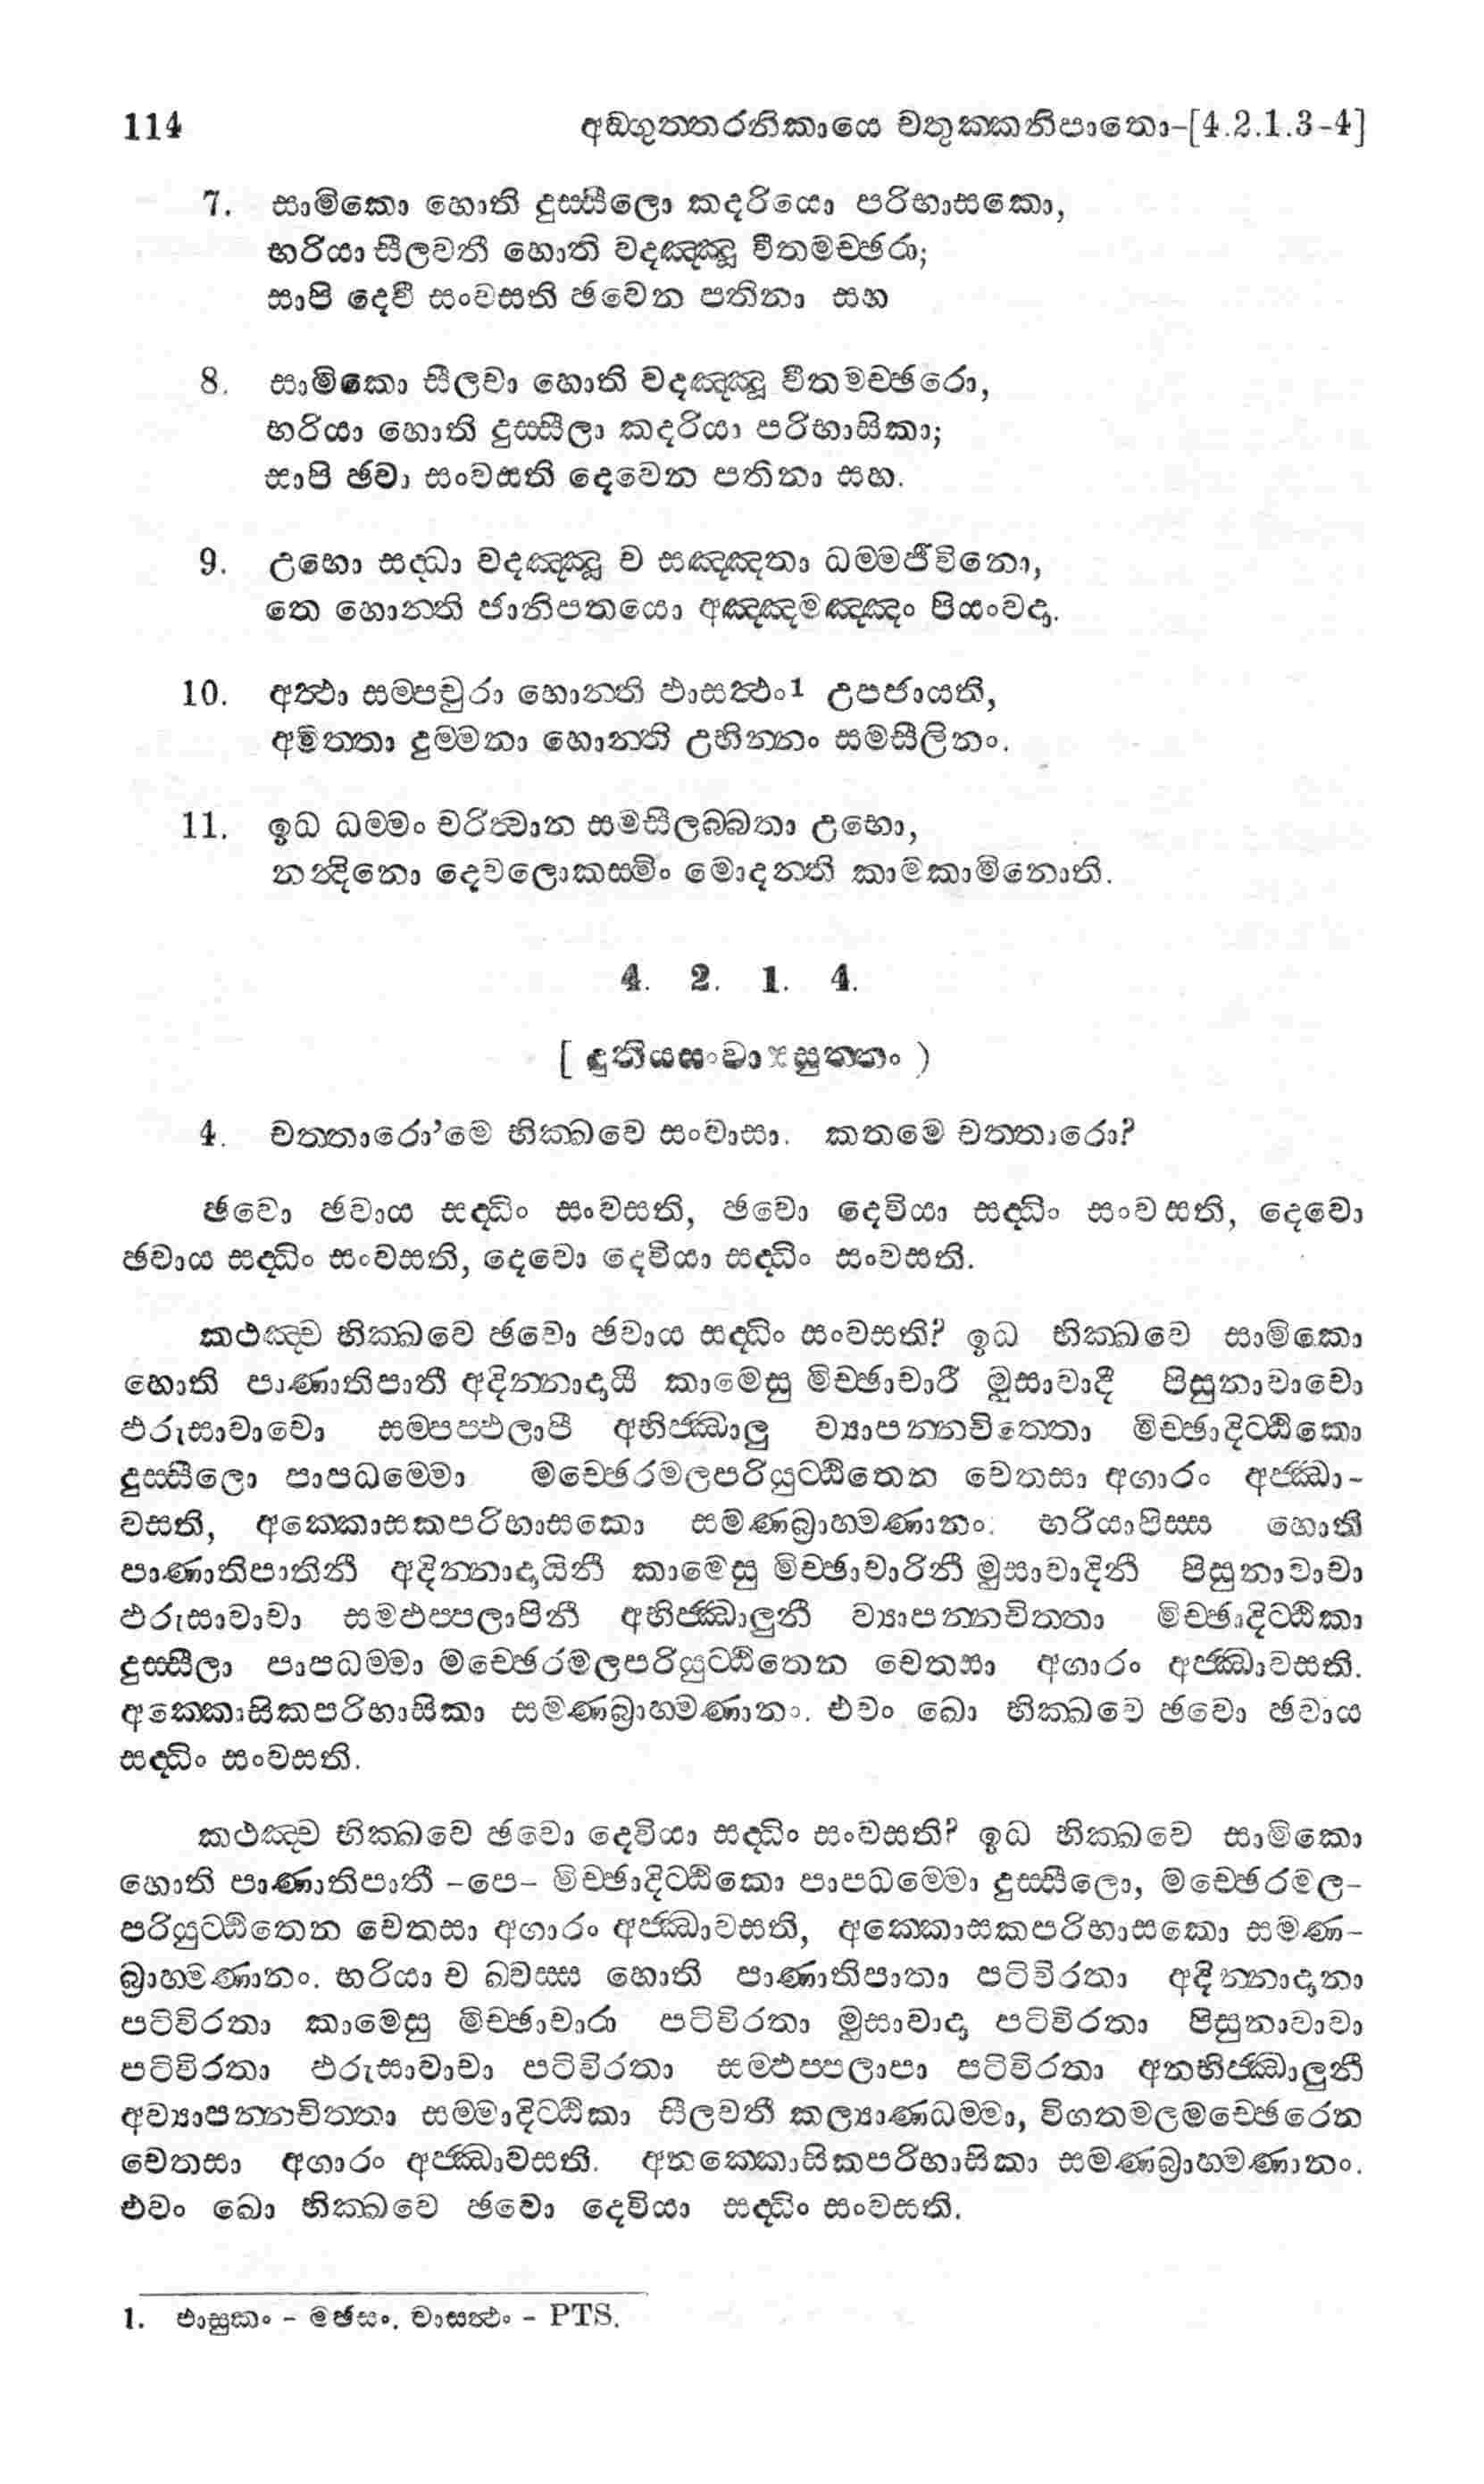 114 අඞ්ගුත්තරනිකායෙ චතුක්කනිපාතො-[4.2.1.3-4]
7. සාමිකො හොති දුස්සීලො කදරියො පරිභාසකො,
භරියා සීලවතී හොති වදඤ්ඤූ වීතමච්ඡරා;
සාපි දෙවී සංවසති ඡවෙන පතිනා සහ
8. සාමිකො සීලවා හොති වදඤ්ඤූ වීතමච්ඡරො,
භරියා හොති දුස්සීලා කදරියා පරිභාසිකා;
සාපි ඡවා සංවසති දෙවෙන පතිනා සහ.
9. උභො සද්ධා වදඤ්ඤූ ච සඤ්ඤතා ධම්මජීවිනො,
තෙ හොන්ති ජානිපතයො අඤ්ඤමඤ්ඤං පියංවදා.
10. අත්ථා සම්පචුරා හොන්ති ඵාසත්ථං1 උපජායති,
අමිත්තා දුම්මනා හොන්ති උභින්නං සමසීලිනං.
11. ඉධ ධම්මං චරිත්වාන සමසීලබ්බතා උභො,
නන්දිනො දෙවලොකස්මිං මොදන්ති කාමකාමිනොති.
4. 2. 1. 4.
[ දුතියසංවාසසුත්තං )
4. චත්තාරො’මෙ භික්ඛවෙ සංවාසා. කතමෙ චත්තාරො?
ඡවො ඡවාය සද්ධිං සංවසති, ඡවො දෙවියා සද්ධිං සංවසති, දෙවො
ඡවාය සද්ධිං සංවසති, දෙවො දෙවියා සද්ධිං සංවසති.
කථඤ්ච භික්ඛවෙ ඡවො ඡවාය සද්ධිං සංවසති? ඉධ භික්ඛවෙ සාමිකො
හොති පාණාතිපාතී අදින්නාදායී කාමෙසු මිච්ඡාචාරී මුසාවාදී පිසුනාවාචො
ඵරුසාවාචො සම්පප්ඵලාපී අභිජ්ඣාලු ව්‍යාපන්නචිත්තො මිච්ඡාදිට්ඨිකො
දුස්සීලො පාපධම්මො මච්ඡෙරමලපරියුට්ඨිතෙන චෙතසා අගාරං අජ්ඣා-
වසති, අක්කොසකපරිභාසකො සමණබ්‍රාහ්මණානං. භරියාපිස්ස හොති
පාණාතිපාතිනී අදින්නාදායිනී කාමෙසු මිච්ඡාචාරිනී මුසාවාදිනී පිසුනාවාචා
ඵරුසාවාචා සම්ඵප්පලාපිනී අභිජ්ඣාලුනී ව්‍යාපන්නචිත්තා මිච්ඡාදිට්ඨිකා
දුස්සීලා පාපධම්මා මච්ඡෙරමලපරියුට්ඨිතෙන චෙතසා අගාරං අජ්ඣාවසති.
අක්කොසිකපරිභාසිකා සමණබ්‍රාහ්මණානං. එවං ඛො භික්ඛවෙ ඡවො ඡවාය
සද්ධිං සංවසති.
කථඤ්ච භික්ඛවෙ ඡවො දෙවියා සද්ධිං සංවසති? ඉධ භික්ඛවෙ සාමිකො
හොති පාණාතිපාතී -පෙ- මිච්ඡාදිට්ඨිකො පාපධම්මො දුස්සීලො, මච්ඡෙරමල-
පරියුට්ඨිතෙන චෙතසා අගාරං අජ්ඣාවසති, අක්කොසකපරිභාසකො සමණ-
බ්‍රාහ්මණානං. භරියා ච ඛ්වස්ස හොති පාණාතිපාතා පටිවිරතා අදින්නාදානා
පටිවිරතා කාමෙසු මිච්ඡාචාරා පටිවිරතා මුසාවාදා පටිවිරතා පිසුනාවාචා
පටිවිරතා ඵරුසාවාචා පටිවිරතා සම්ඵප්පලාපා පටිවිරතා අනභිජ්ඣාලුනී
අව්‍යාපන්නචිත්තා සම්මාදිට්ඨිකා සීලවතී කල්‍යාණධම්මා, විගතමලමච්ඡෙරෙන
චෙතසා අගාරං අජ්ඣාවසති. අනක්කොසිකපරිභාසිකා සමණබ්‍රාහ්මණානං.
එවං ඛො භික්ඛවෙ ඡවො දෙවියා සද්ධිං සංවසති.
1. ඵාසුකං - මඡසං. වාසත්ථං - PTS.